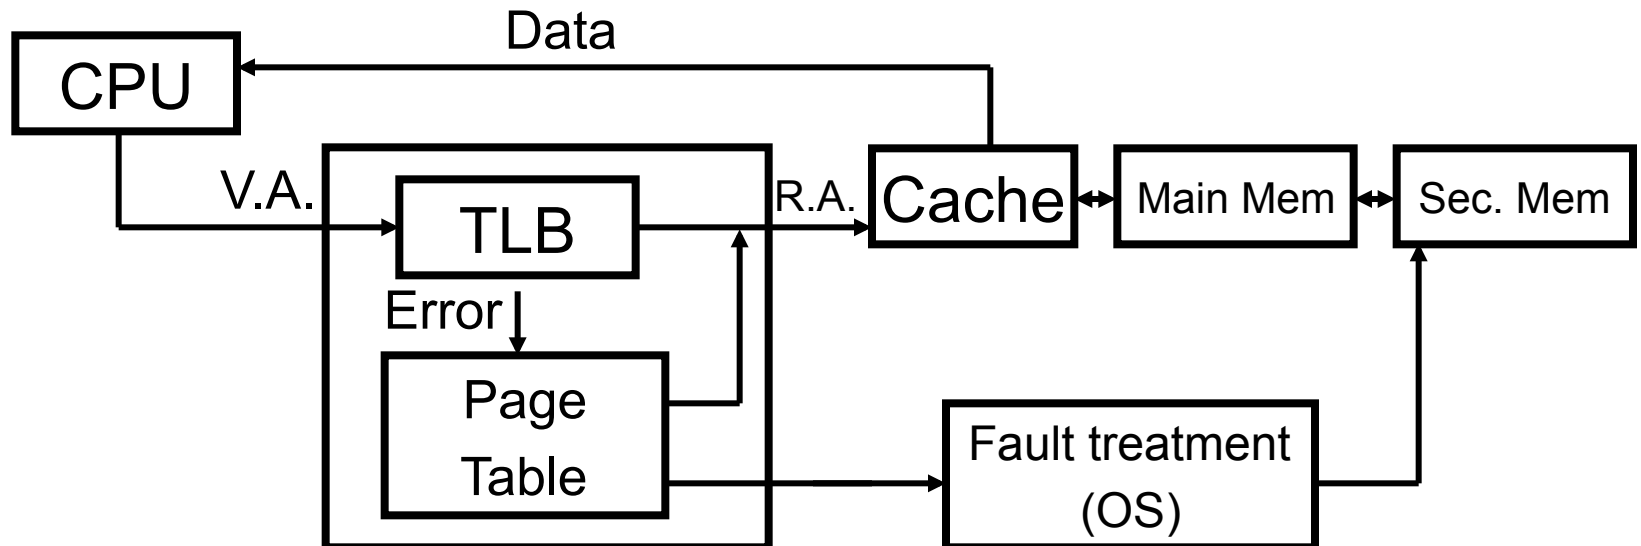 Data
CPU
V.A.
TLB
R.A.
Cache
Main Mem
Sec. Mem
Error
Page
Table
Fault treatment
(OS)